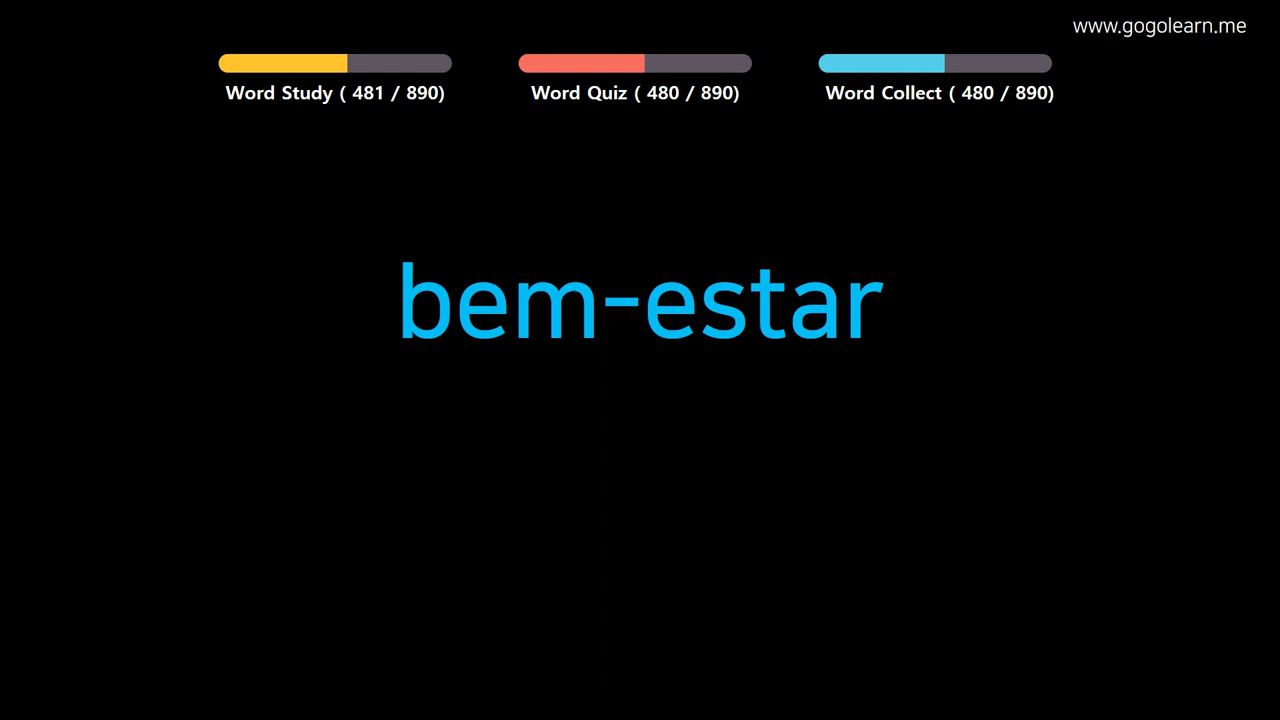 www.gogolearn.me
Word Study ( 481 / 890)
Word Quiz ( 480 / 890)
Word Collect ( 480 / 890)
bem-estar